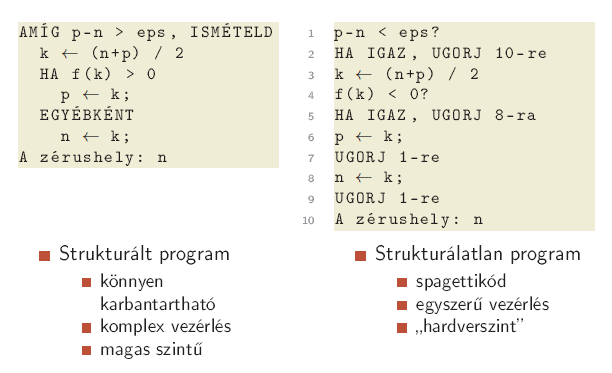 AMÍG p-n > eps, ISMÉTELD
k ← (n+p) / 2
HA f(k) > 0
p ← k;
EGYÉBKÉNT
n ← k;
A zérushely: n
1 p-n < eps?
2 HA IGAZ, UGORJ 10-re
3 k ← (n+p) / 2
4 f(k) < 0?
5 HA IGAZ, UGORJ 8-ra
6 p ← k;
7 UGORJ 1-re
8 n ← k;
9 UGORJ 1-re
10 A zérushely: n
Strukturált program
könnyen
karbantartható
komplex vezérlés
magas szintű
Strukturálatlan program
spagettikód
egyszerű vezérlés
„hardverszint”